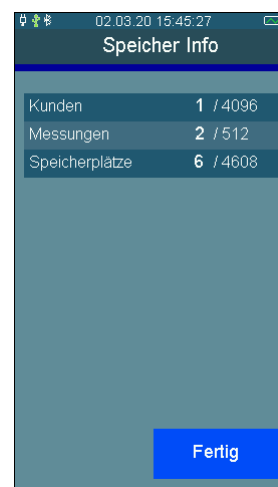 02.03.20 15:45:27
Speicher Info
Kunden 1 / 4096
Messungen 2 / 512
Speicherplätze 6 / 4608
Fertig